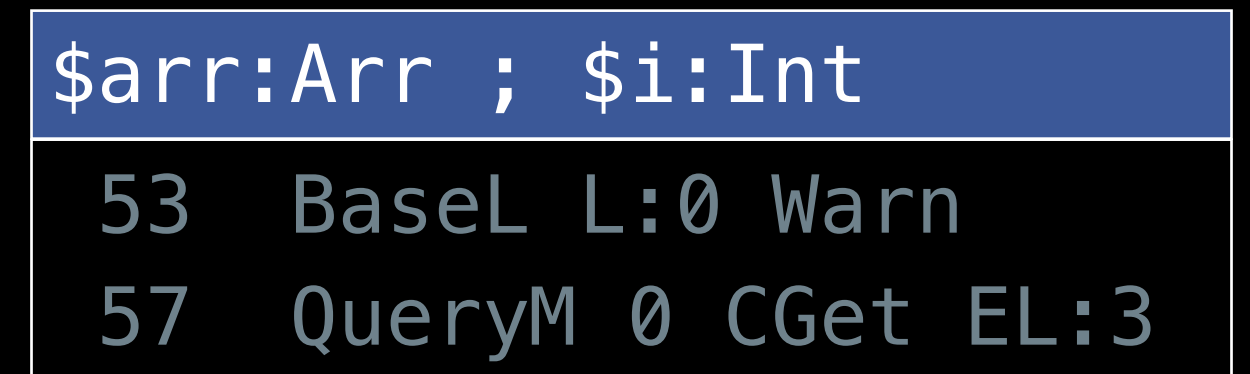 $arr:Arr ; $i:Int
53 BaseL L:0 Warn
57 QueryM 0 CGet EL:3